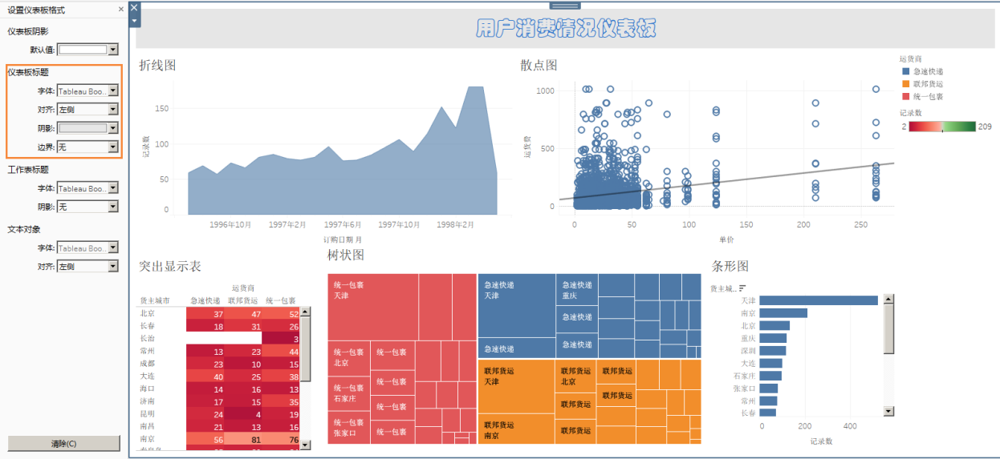 设置仪表板格式
仪表板阴影
默认值:
仪表板标题
字体: Tableau Boo..
对齐: 左侧
阴影:
边界: 无
工作表标题
字体: Tableau Boo..
阴影: 无
文本对象
字体: Tableau Boo..
对齐: 左侧
清除(C)
用户消费情况仪表板
折线图
记录数
150
100
50
0
1996年10月 1997年2月 1997年6月 1997年10月 1998年2月
订购日期 月
散点图
运货费
1000
500
0
0 50 100 150 200 250
单价
运货商
急速快递
联邦货运
统一包裹
记录数
2 209
突出显示表
运货商
货主城市 急速快递 联邦货运 统一包裹
北京 37 47 52
长春 18 31 26
长治 3
常州 13 23 44
成都 23 10 15
大连 40 25 38
海口 14 16 13
济南 17 15 35
昆明 24 4 19
南昌 21 13 16
南京 56 81 76
树状图
统一包裹
天津
统一包裹
北京
统一包裹
统一包裹
石家庄
统一包裹
统一包裹
统一包裹
张家口
统一包裹
急速快递
天津
急速快递
重庆
急速快递
急速快递
急速快递
联邦货运
天津
联邦货运
北京
联邦货运
联邦货运
联邦货运
联邦货运
南京
联邦货运
条形图
货主城..
天津
南京
北京
重庆
深圳
大连
石家庄
张家口
常州
长春
0 200 400
记录数